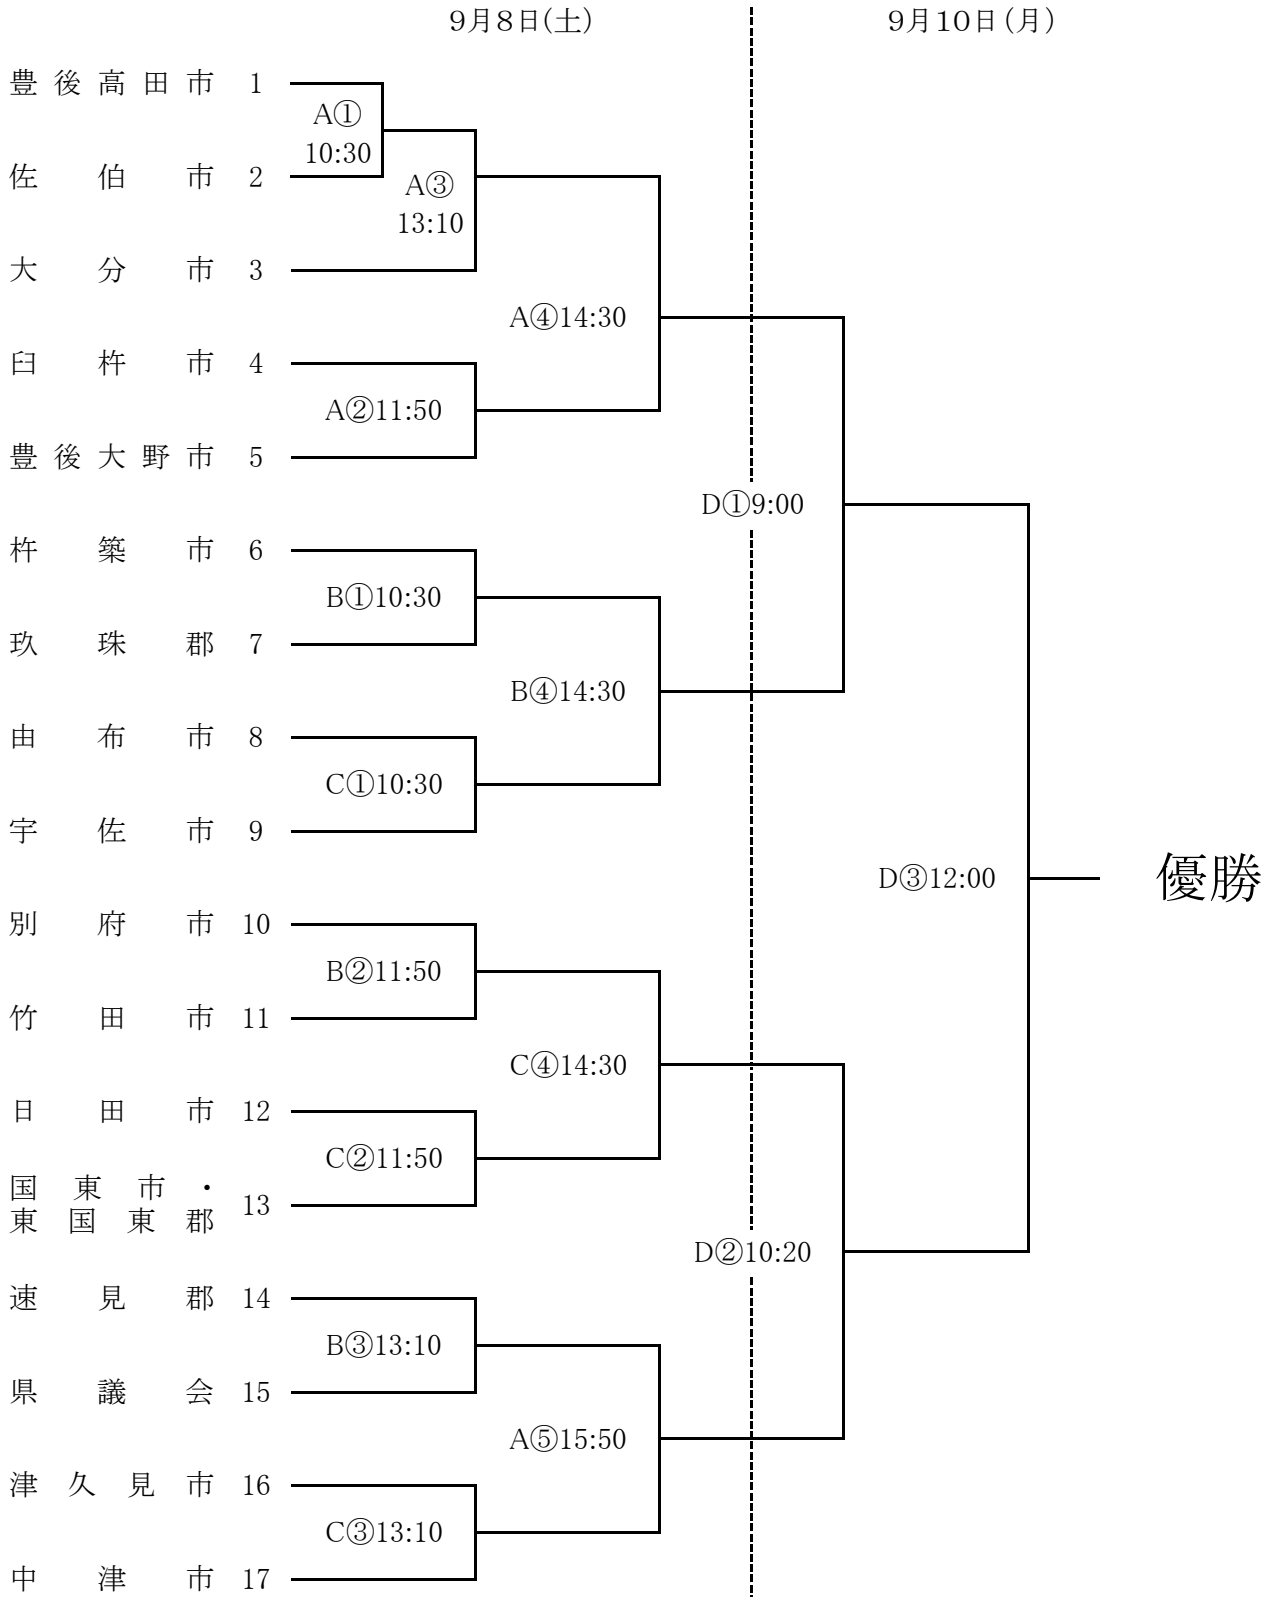 9月8日(土) 9月10日(月)
豊後高田市 1
A①
10:30
佐伯市 2
A③
13:10
大分市 3
A④14:30
臼杵市 4
A②11:50
豊後大野市 5
D①9:00
杵築市 6
B①10:30
玖珠郡 7
B④14:30
由布市 8
C①10:30
宇佐市 9
D③12:00 優勝
別府市 10
B②11:50
竹田市 11
C④14:30
日田市 12
C②11:50
国東市・
東国東郡 13
D②10:20
速見郡 14
B③13:10
県議会 15
A⑤15:50
津久見市 16
C③13:10
中津市 17